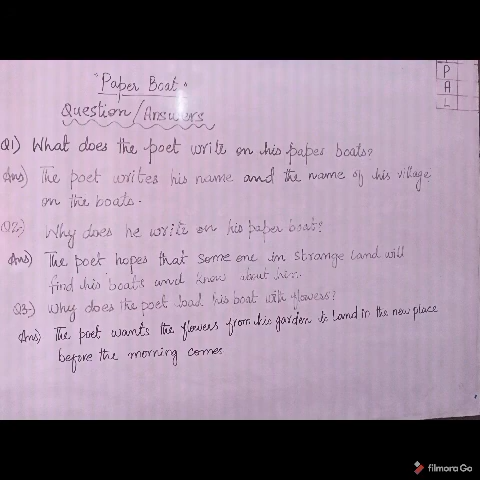 "Paper Boat"
Question/Answers
Q1) What does the poet write on his paper boats?
Ans) The poet writes his name and the name of his village
on the boats.
Q2) Why does he write on his paper boat?
Ans) The poet hopes that some one in strange land will
find his boats and know about him.
Q3) Why does the poet load his boat with flowers?
Ans) The poet wants the flowers from his garden to land in the new place
before the morning comes
P
A
L
filmoraGo